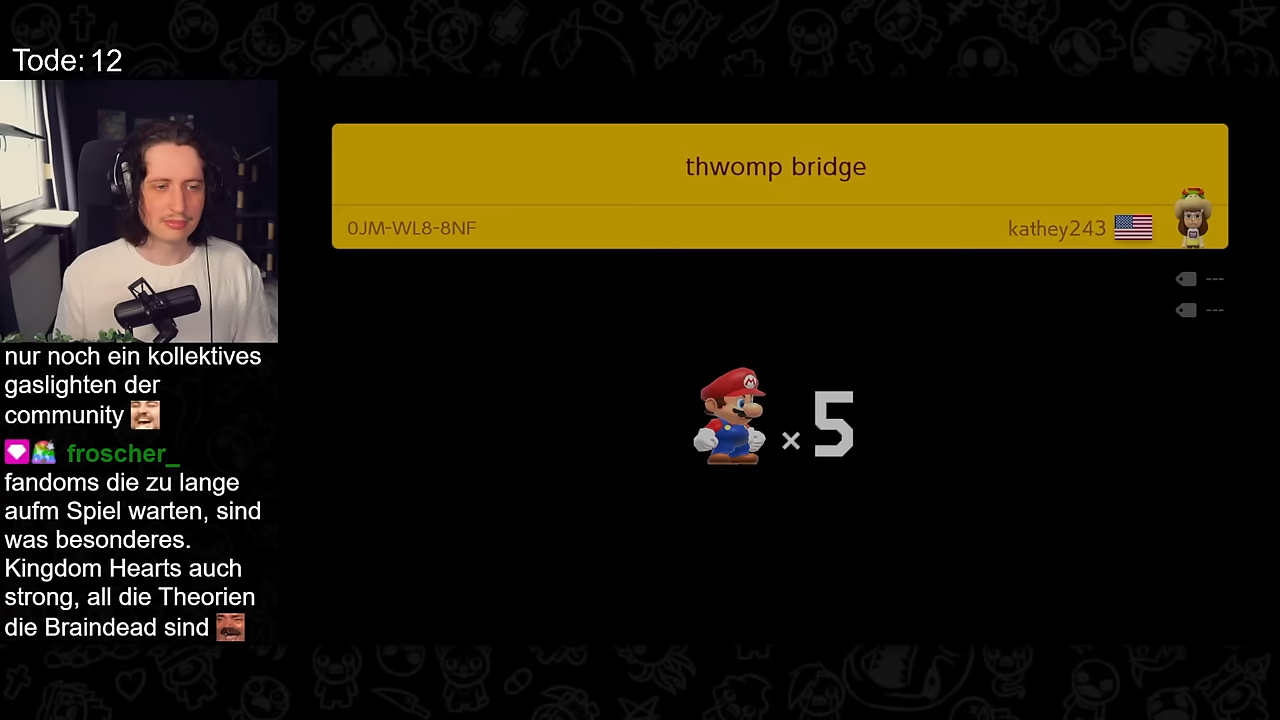 Tode: 12
thwomp bridge
0JM-WL8-8NF
kathey243
---
---
× 5
nur noch ein kollektives
gaslighten der
community
froscher_
fandoms die zu lange
aufm Spiel warten, sind
was besonderes.
Kingdom Hearts auch
strong, all die Theorien
die Braindead sind